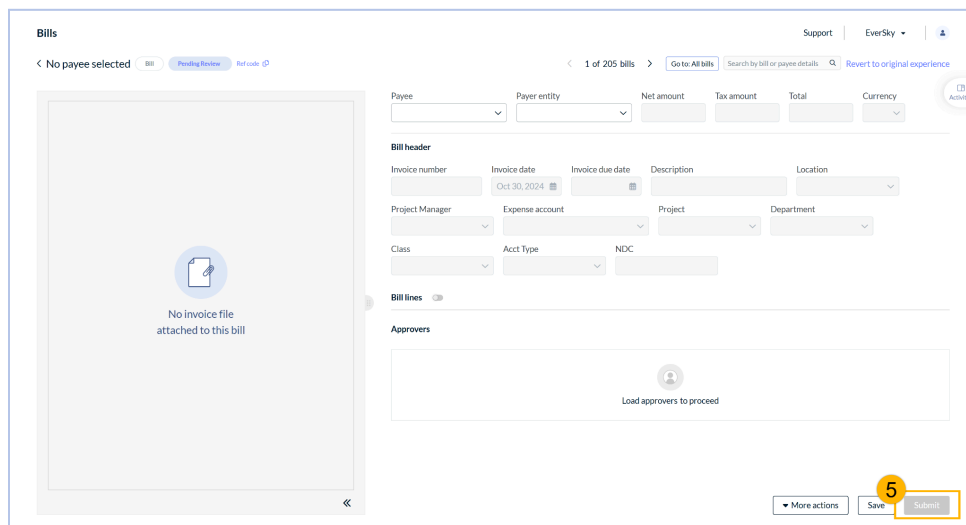 Bills
Support EverSky
No payee selected Bill Pending Review Ref code 1 of 205 bills Go to: All bills Search by bill or payee details Revert to original experience
Activit
Payee Payer entity Net amount Tax amount Total Currency
Bill header
Invoice number Invoice date Invoice due date Description Location
Oct 30, 2024
Project Manager Expense account Project Department
Class Acct Type NDC
Bill lines
No invoice file
attached to this bill
Approvers
Load approvers to proceed
5
More actions Save Submit